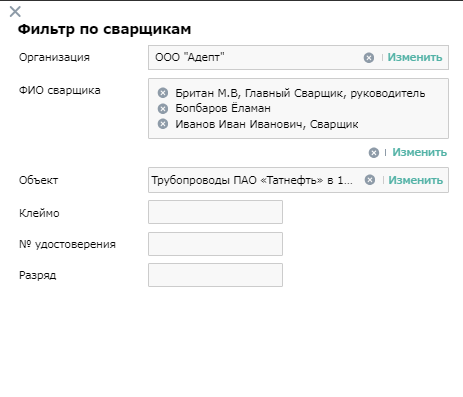 Фильтр по сварщикам
Организация ООО "Адепт" Изменить
ФИО сварщика Британ М.В, Главный Сварщик, руководитель
Бопбаров Ёламан
Иванов Иван Иванович, Сварщик
Изменить
Объект Трубопроводы ПАО «Татнефть» в 1... Изменить
Клеймо
№ удостоверения
Разряд